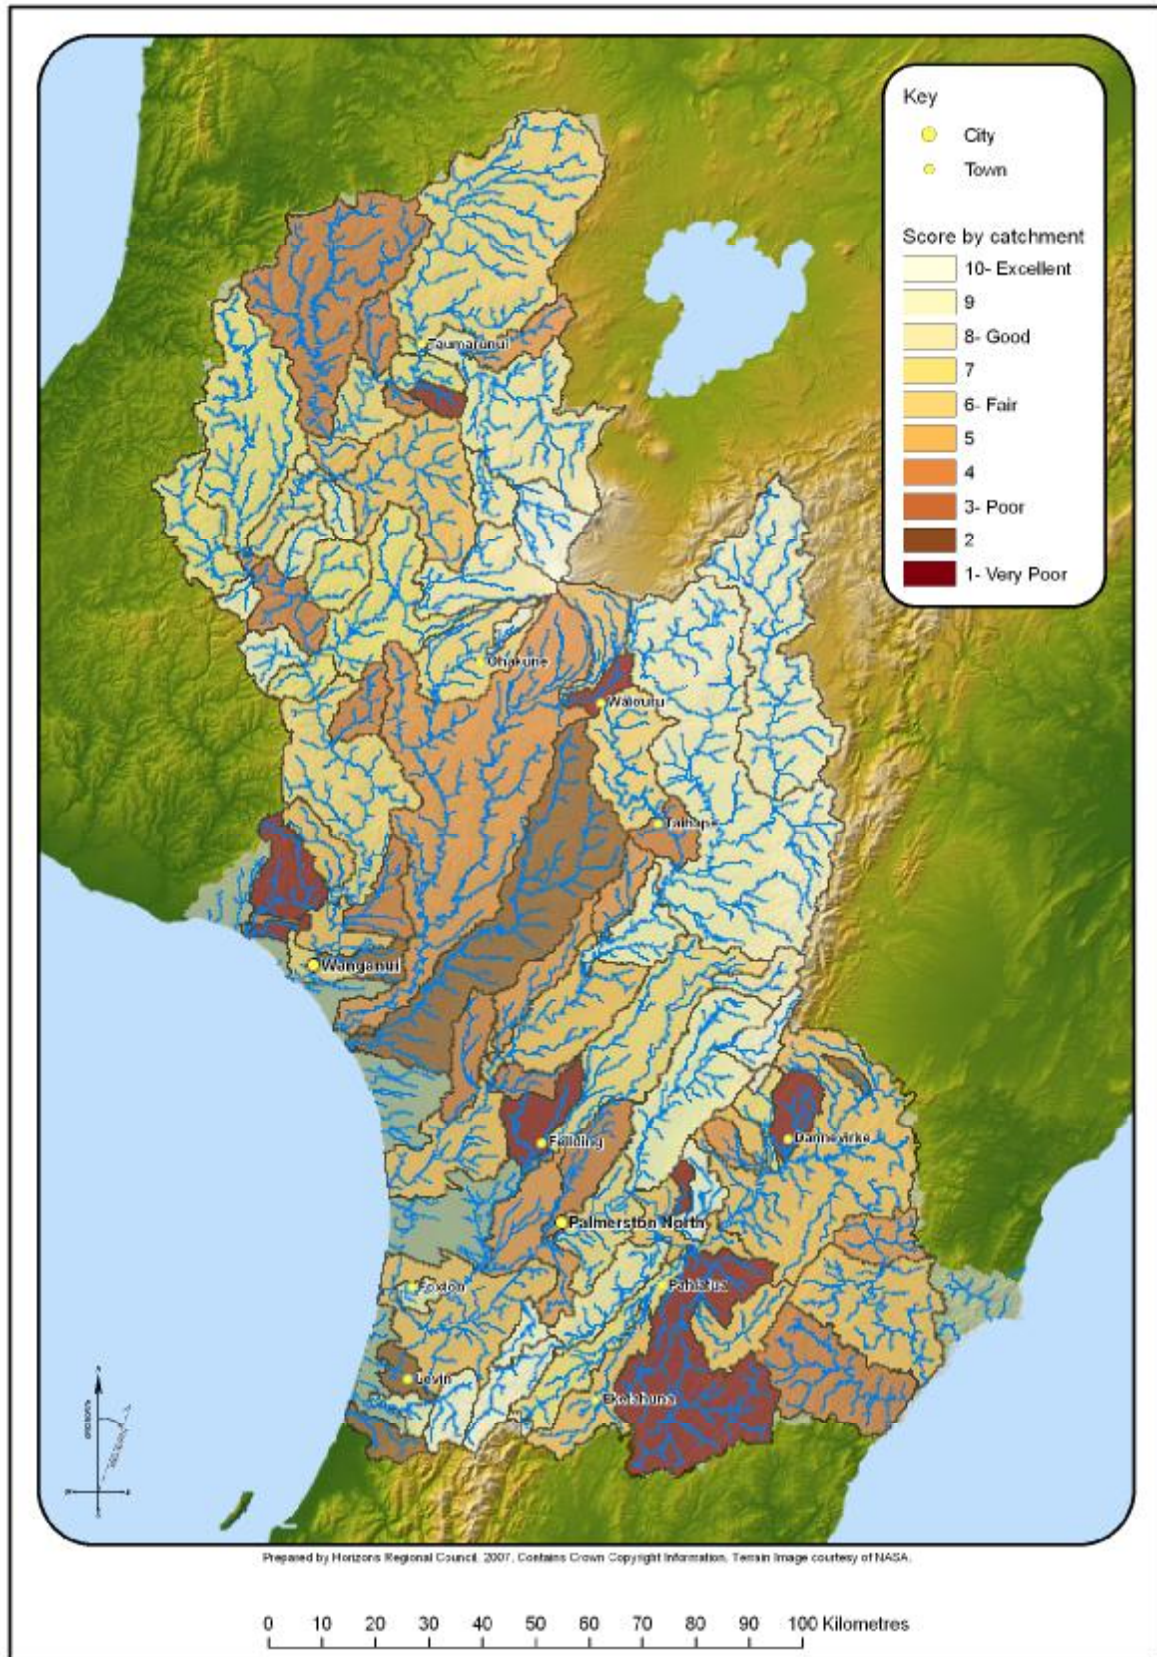 Key
City
Town
Score by catchment
10- Excellent
9
8- Good
7
6- Fair
5
4
3- Poor
2
1- Very Poor
Taumarunui
Ohakune
Waiouru
Taihape
Wanganui
Feilding
Dannevirke
Palmerston North
Foxton
Pahiatua
Levin
Eketahuna
Prepared by Horizons Regional Council, 2007, Contains Crown Copyright Information, Terrain Image courtesy of NASA.
0 10 20 30 40 50 60 70 80 90 100 Kilometres